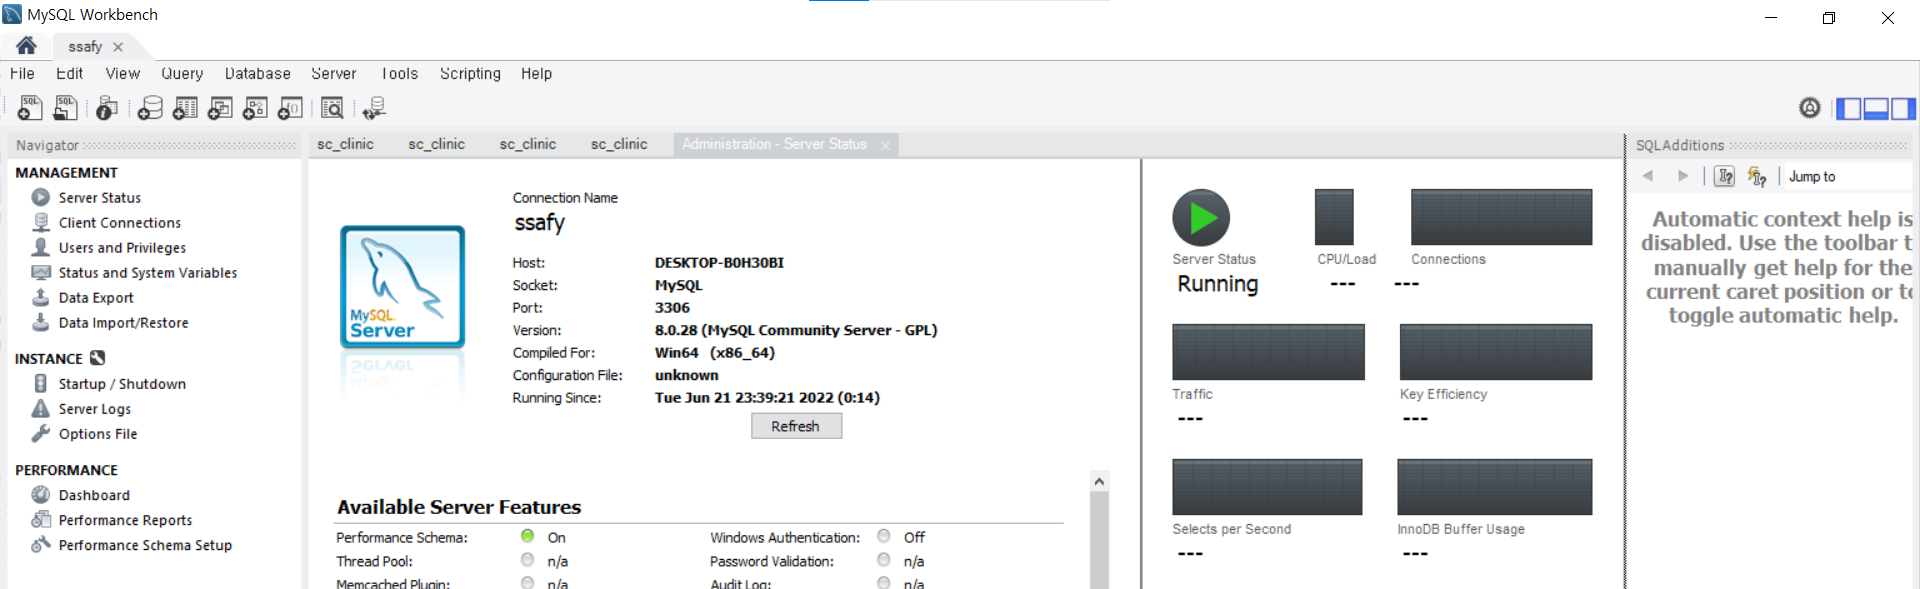 MySQL Workbench
ssafy
File Edit View Query Database Server Tools Scripting Help
Navigator
MANAGEMENT
Server Status
Client Connections
Users and Privileges
Status and System Variables
Data Export
Data Import/Restore
INSTANCE
Startup / Shutdown
Server Logs
Options File
PERFORMANCE
Dashboard
Performance Reports
Performance Schema Setup
sc_clinic sc_clinic sc_clinic sc_clinic Administration - Server Status
MySQL
Server
Connection Name
ssafy
Host: DESKTOP-B0H30BI
Socket: MySQL
Port: 3306
Version: 8.0.28 (MySQL Community Server - GPL)
Compiled For: Win64 (x86_64)
Configuration File: unknown
Running Since: Tue Jun 21 23:39:21 2022 (0:14)
Refresh
Available Server Features
Performance Schema: On Windows Authentication: Off
Thread Pool: n/a Password Validation: n/a
Memcached Plugin: n/a Audit Log: n/a
Server Status
Running
CPU/Load
---
Connections
---
Traffic
---
Key Efficiency
---
Selects per Second
---
InnoDB Buffer Usage
---
SQLAdditions
Jump to
Automatic context help is
disabled. Use the toolbar t
manually get help for the
current caret position or to
toggle automatic help.